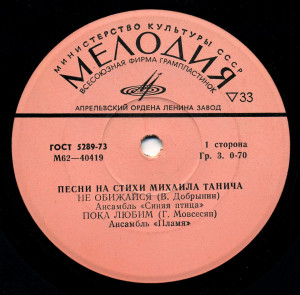 МИНИСТЕРСТВО КУЛЬТУРЫ СССР
МЕЛОДИЯ
ВСЕСОЮЗНАЯ ФИРМА ГРАМПЛАСТИНОК
АПРЕЛЕВСКИЙ ОРДЕНА ЛЕНИНА ЗАВОД
▽33
ГОСТ 5289-73
М62—40419
1 сторона
Гр. 3. 0-70
ПЕСНИ НА СТИХИ МИХАИЛА ТАНИЧА
НЕ ОБИЖАЙСЯ (В. Добрынин)
Ансамбль «Синяя птица»
ПОКА ЛЮБИМ (Г. Мовсесян)
Ансамбль «Пламя»